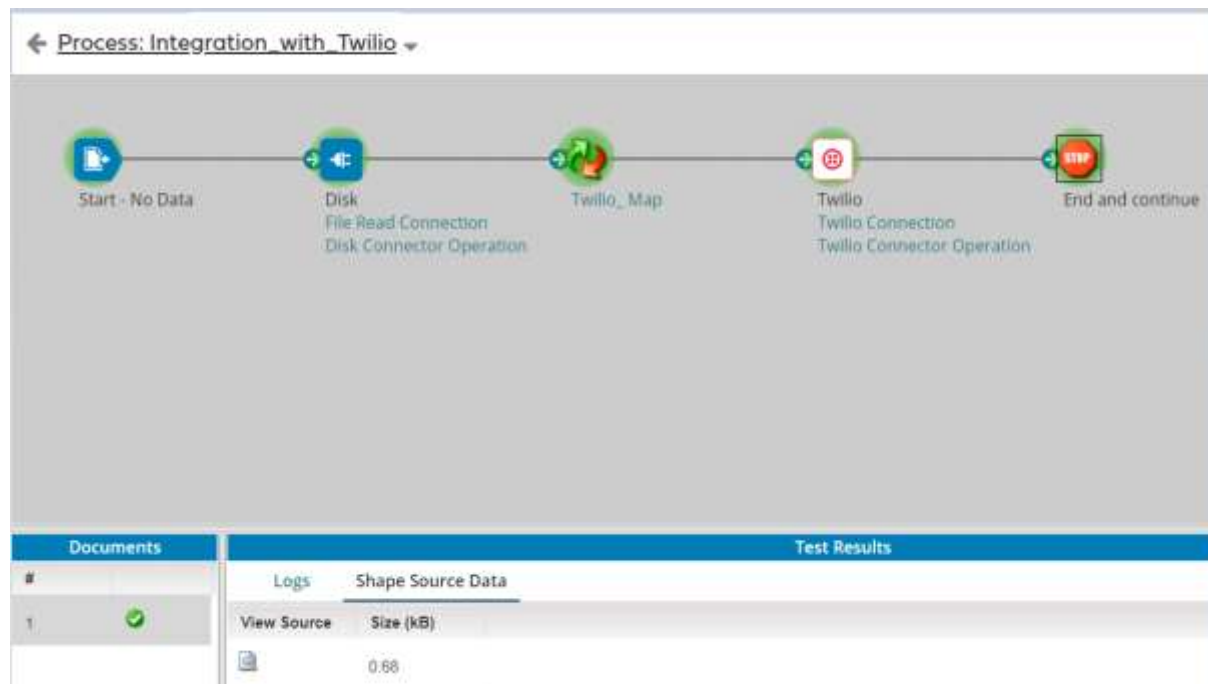 Process: Integration_with_Twilio
STOP
Start - No Data
Disk
Twilio_ Map
Twilio
End and continue
File Read Connection
Twilio Connection
Disk Connector Operation
Twilio Connector Operation
Documents
Test Results
#
Logs
Shape Source Data
1
View Source
Size (kB)
0.68